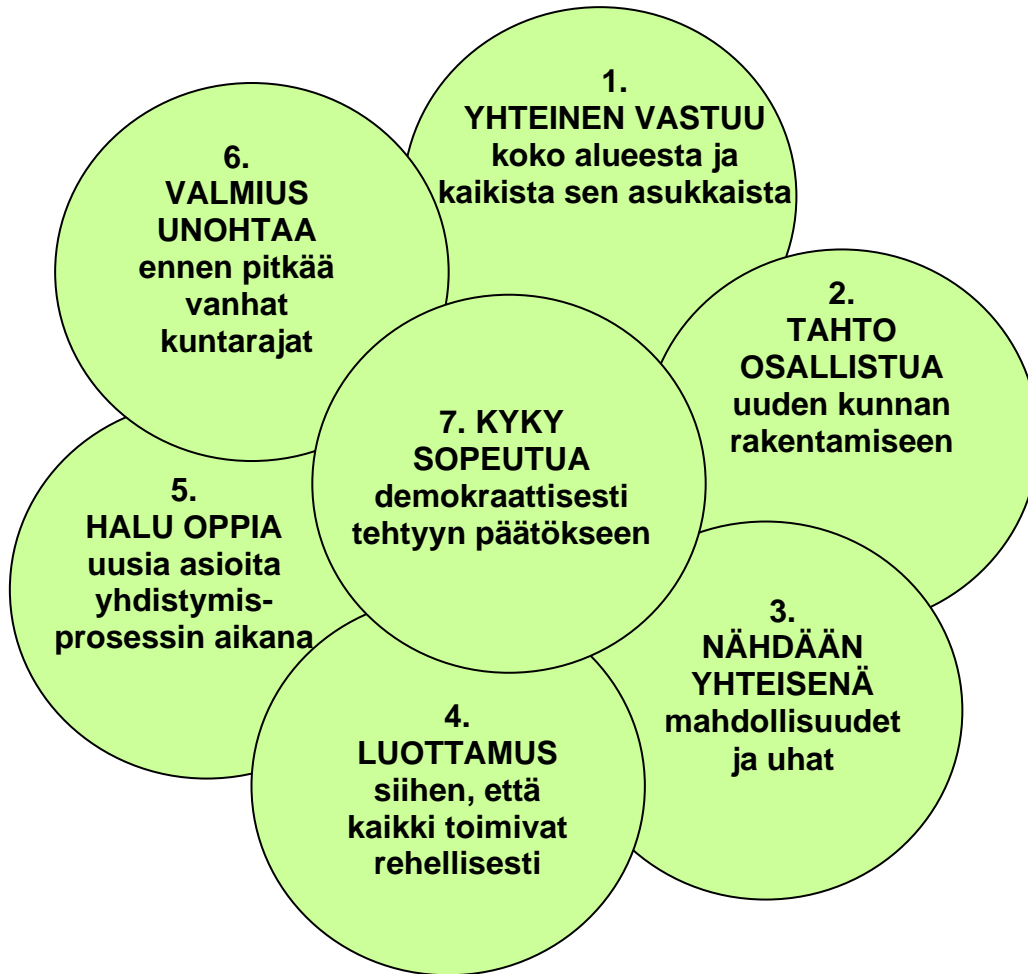 1.
YHTEINEN VASTUU
koko alueesta ja
kaikista sen asukkaista
2.
TAHTO
OSALLISTUA
uuden kunnan
rakentamiseen
3.
NÄHDÄÄN
YHTEISENÄ
mahdollisuudet
ja uhat
4.
LUOTTAMUS
siihen, että
kaikki toimivat
rehellisesti
5.
HALU OPPIA
uusia asioita
yhdistymis-
prosessin aikana
6.
VALMIUS
UNOHTAA
ennen pitkää
vanhat
kuntarajat
7. KYKY
SOPEUTUA
demokraattisesti
tehtyyn päätökseen